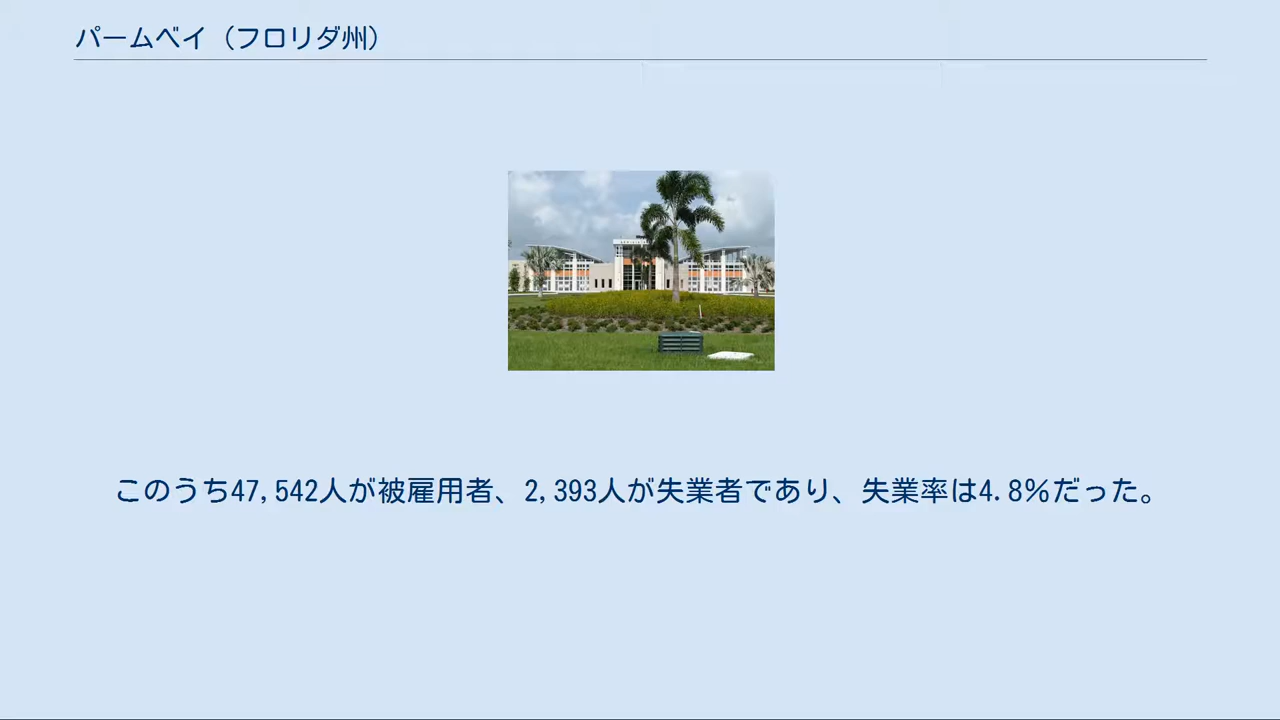 パームベイ（フロリダ州）
このうち47,542人が被雇用者、2,393人が失業者であり、失業率は4.8％だった。